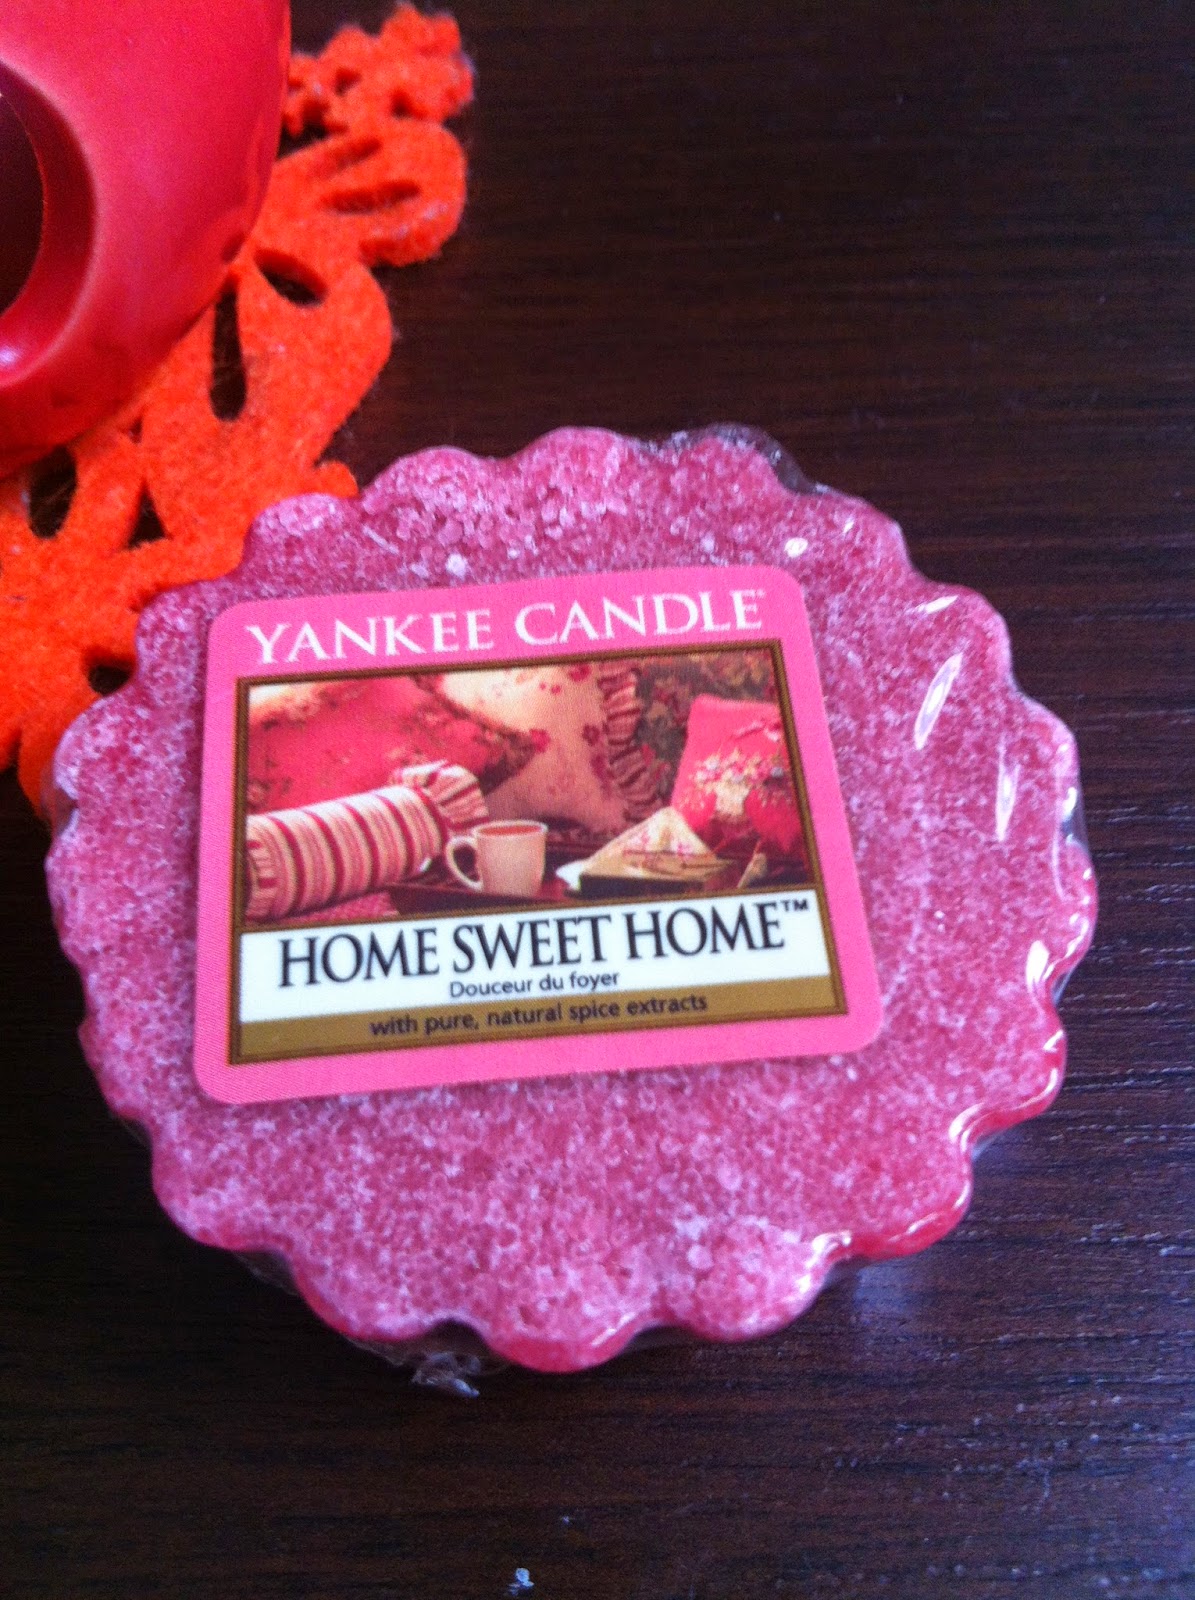 YANKEE CANDLE®
HOME SWEET HOME™
Douceur du foyer
with pure, natural spice extracts